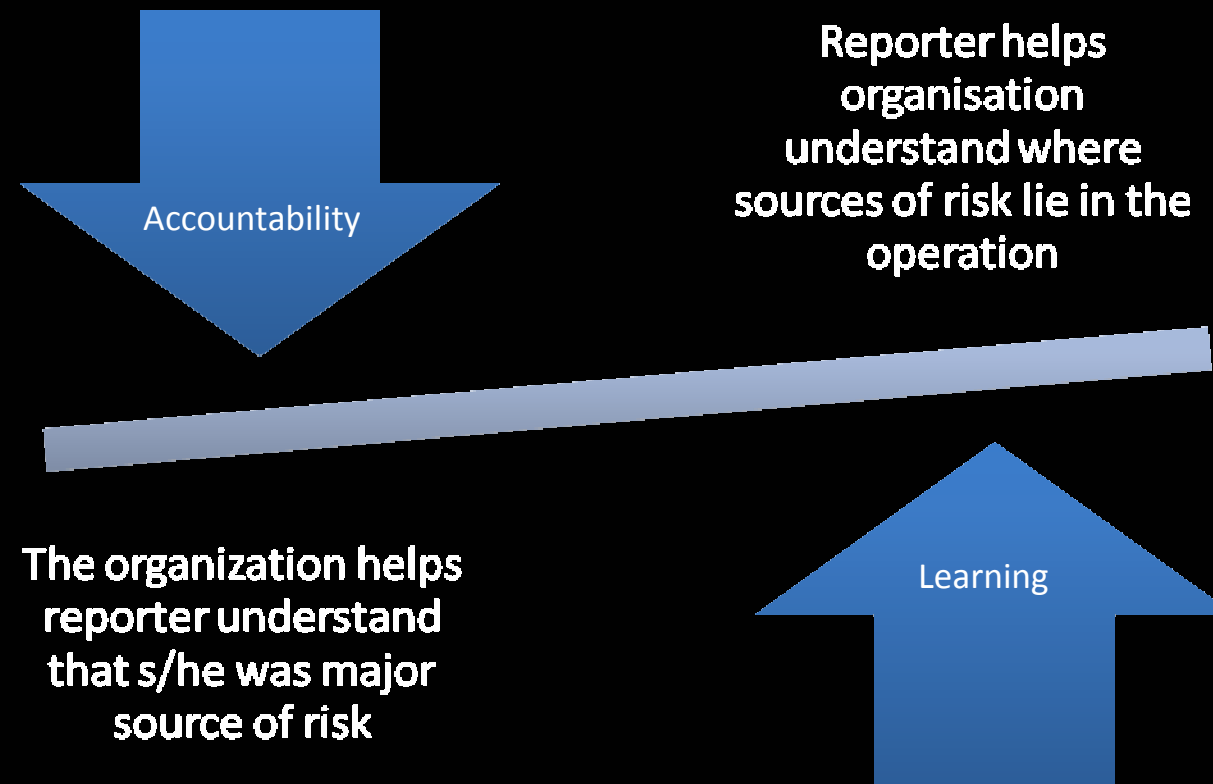 Accountability
Reporter helps
organisation
understand where
sources of risk lie in the
operation
The organization helps
reporter understand
that s/he was major
source of risk
Learning